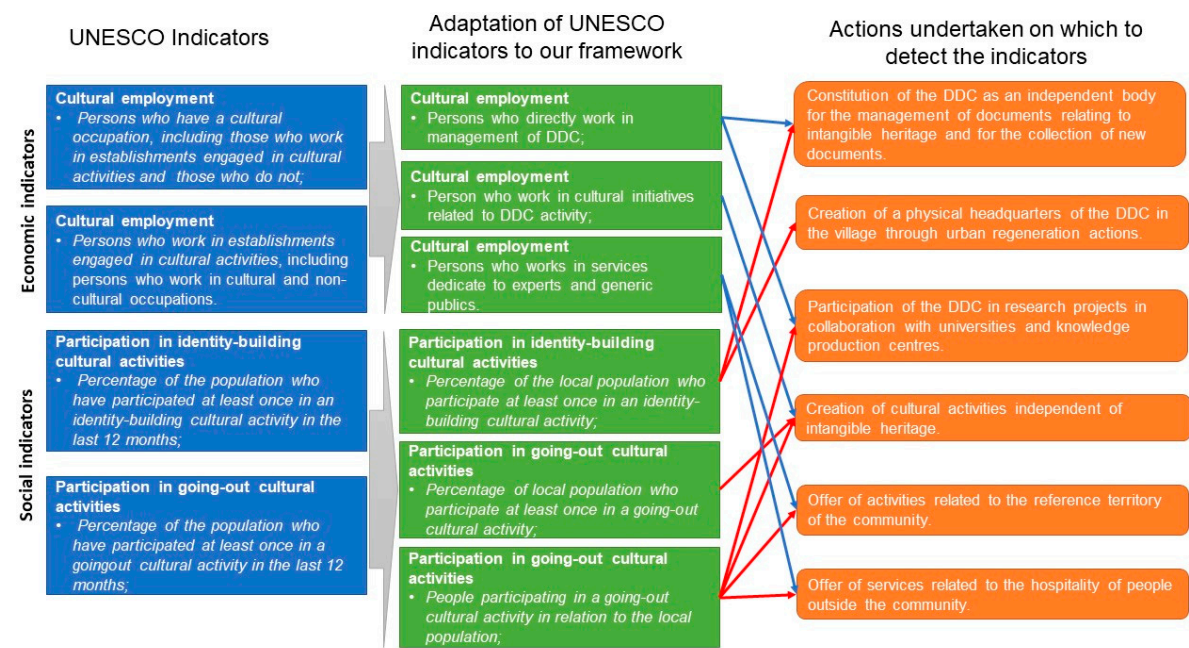 UNESCO Indicators
Adaptation of UNESCO
indicators to our framework
Actions undertaken on which to
detect the indicators
Economic indicators
Cultural employment
• Persons who have a cultural
occupation, including those who work
in establishments engaged in cultural
activities and those who do not;
Cultural employment
• Persons who work in establishments
engaged in cultural activities, including
persons who work in cultural and non-
cultural occupations.
Social indicators
Participation in identity-building
cultural activities
• Percentage of the population who
have participated at least once in an
identity-building cultural activity in the
last 12 months;
Participation in going-out cultural
activities
• Percentage of the population who
have participated at least once in a
goingout cultural activity in the last 12
months;
Cultural employment
• Persons who directly work in
management of DDC;
Cultural employment
• Person who work in cultural initiatives
related to DDC activity;
Cultural employment
• Persons who works in services
dedicate to experts and generic
publics.
Participation in identity-building
cultural activities
• Percentage of the local population who
participate at least once in an identity-
building cultural activity;
Participation in going-out cultural
activities
• Percentage of local population who
participate at least once in a going-out
cultural activity;
Participation in going-out cultural
activities
• People participating in a going-out
cultural activity in relation to the local
population;
Constitution of the DDC as an independent body
for the management of documents relating to
intangible heritage and for the collection of new
documents.
Creation of a physical headquarters of the DDC in
the village through urban regeneration actions.
Participation of the DDC in research projects in
collaboration with universities and knowledge
production centres.
Creation of cultural activities independent of
intangible heritage.
Offer of activities related to the reference territory
of the community.
Offer of services related to the hospitality of people
outside the community.